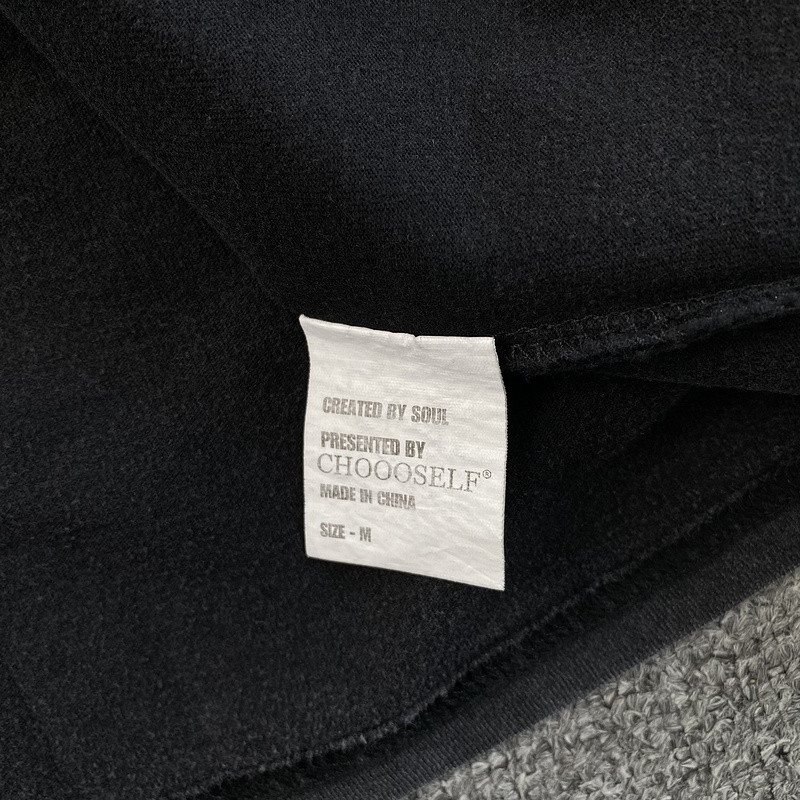 CREATED BY SOUL
PRESENTED BY
CHOOOSELF®
MADE IN CHINA
SIZE - M